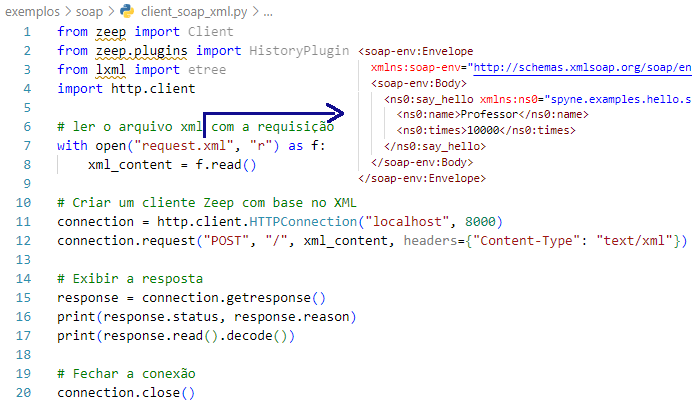 exemplos > soap > client_soap_xml.py > ...
1 from zeep import Client
2 from zeep.plugins import HistoryPlugin
3 from lxml import etree
4 import http.client
5
6 # ler o arquivo xml com a requisição
7 with open("request.xml", "r") as f:
8 xml_content = f.read()
9
10 # Criar um cliente Zeep com base no XML
11 connection = http.client.HTTPConnection("localhost", 8000)
12 connection.request("POST", "/", xml_content, headers={"Content-Type": "text/xml"})
13
14 # Exibir a resposta
15 response = connection.getresponse()
16 print(response.status, response.reason)
17 print(response.read().decode())
18
19 # Fechar a conexão
20 connection.close()
<soap-env:Envelope
xmlns:soap-env="http://schemas.xmlsoap.org/soap/en
<soap-env:Body>
<ns0:say_hello xmlns:ns0="spyne.examples.hello.s
<ns0:name>Professor</ns0:name>
<ns0:times>10000</ns0:times>
</ns0:say_hello>
</soap-env:Body>
</soap-env:Envelope>